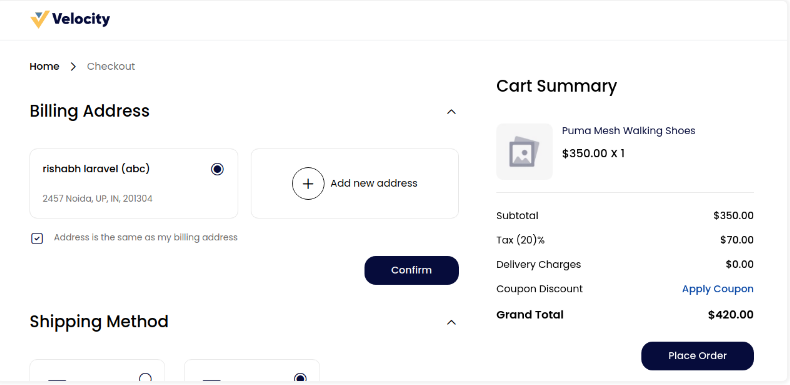 Velocity
Home > Checkout
Billing Address
rishabh laravel (abc)
2457 Noida, UP, IN, 201304
Add new address
Address is the same as my billing address
Confirm
Shipping Method
Cart Summary
Puma Mesh Walking Shoes
$350.00 X 1
Subtotal $350.00
Tax (20)% $70.00
Delivery Charges $0.00
Coupon Discount Apply Coupon
Grand Total $420.00
Place Order